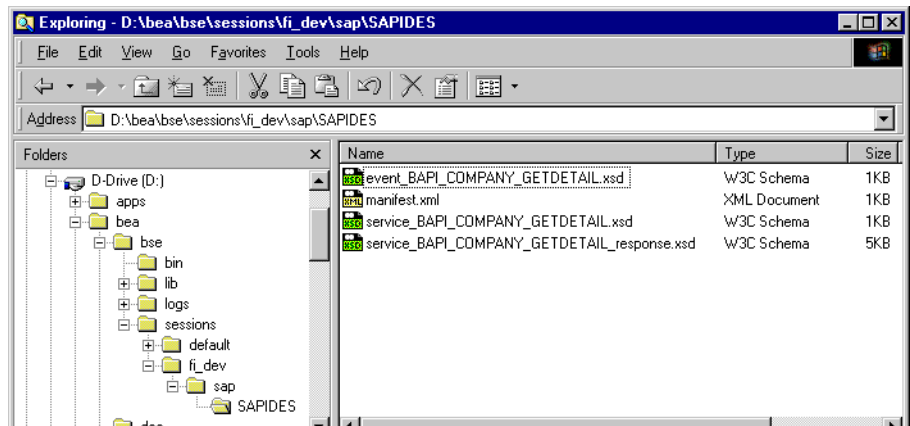 Exploring - D:\bea\bse\sessions\fi_dev\sap\SAPIDES
File Edit View Go Favorites Tools Help
Address D:\bea\bse\sessions\fi_dev\sap\SAPIDES
Folders x Name Type Size
D-Drive (D:)
apps
bea
bse
bin
lib
logs
sessions
default
fi_dev
sap
SAPIDES
event_BAPI_COMPANY_GETDETAIL.xsd W3C Schema 1KB
manifest.xml XML Document 1KB
service_BAPI_COMPANY_GETDETAIL.xsd W3C Schema 1KB
service_BAPI_COMPANY_GETDETAIL_response.xsd W3C Schema 5KB